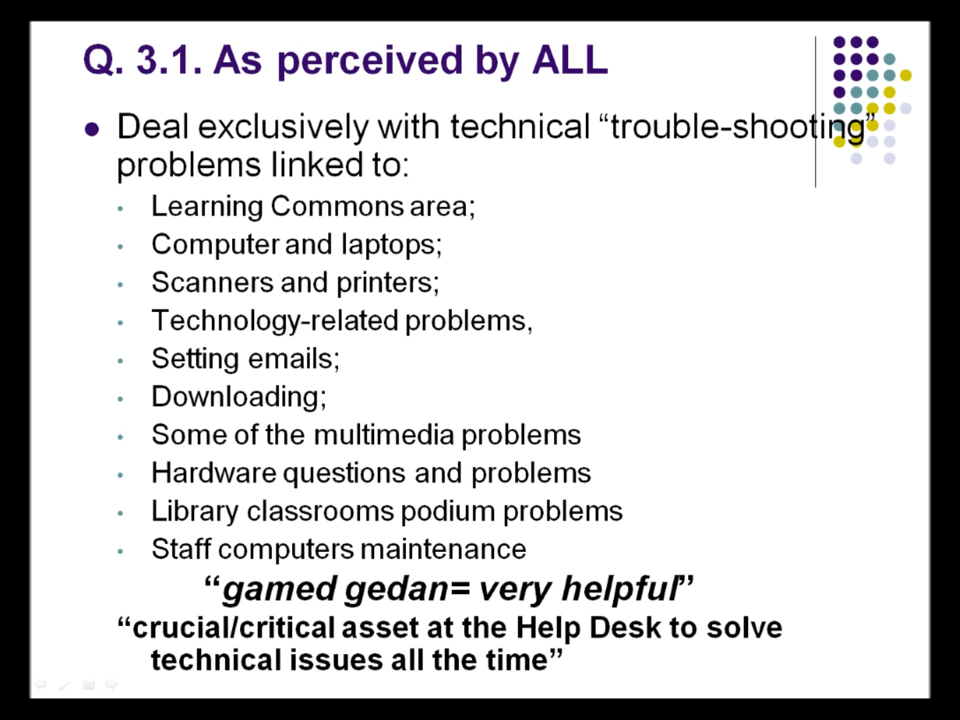 Q. 3.1. As perceived by ALL
● Deal exclusively with technical “trouble-shooting”
problems linked to:
• Learning Commons area;
• Computer and laptops;
• Scanners and printers;
• Technology-related problems,
• Setting emails;
• Downloading;
• Some of the multimedia problems
• Hardware questions and problems
• Library classrooms podium problems
• Staff computers maintenance
“gamed gedan= very helpful”
“crucial/critical asset at the Help Desk to solve
technical issues all the time”